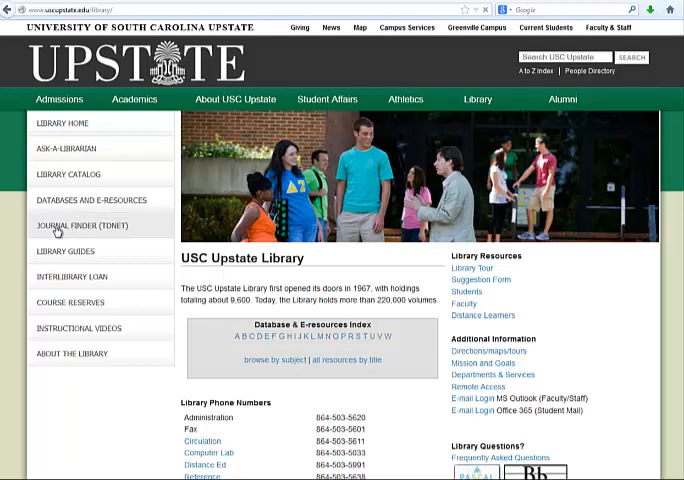 www.uscupstate.edu/library/
Google
UNIVERSITY OF SOUTH CAROLINA UPSTATE
Giving News Map Campus Services Greenville Campus Current Students Faculty & Staff
UPSTATE
Search USC Upstate SEARCH
A to Z Index | People Directory
Admissions Academics About USC Upstate Student Affairs Athletics Library Alumni
LIBRARY HOME
ASK-A-LIBRARIAN
LIBRARY CATALOG
DATABASES AND E-RESOURCES
JOURNAL FINDER (TDNET)
LIBRARY GUIDES
INTERLIBRARY LOAN
COURSE RESERVES
INSTRUCTIONAL VIDEOS
ABOUT THE LIBRARY
USC Upstate Library
The USC Upstate Library first opened its doors in 1967, with holdings
totaling about 9,600. Today, the Library holds more than 220,000 volumes.
Database & E-resources Index
A B C D E F G H I J K L M N O P R S T U V W
browse by subject | all resources by title
Library Phone Numbers
Administration 864-503-5620
Fax 864-503-5601
Circulation 864-503-5611
Computer Lab 864-503-5033
Distance Ed 864-503-5991
Reference 864-503-5638
Library Resources
Library Tour
Suggestion Form
Students
Faculty
Distance Learners
Additional Information
Directions/maps/tours
Mission and Goals
Departments & Services
Remote Access
E-mail Login MS Outlook (Faculty/Staff)
E-mail Login Office 365 (Student Mail)
Library Questions?
Frequently Asked Questions
PASCAL
Bb